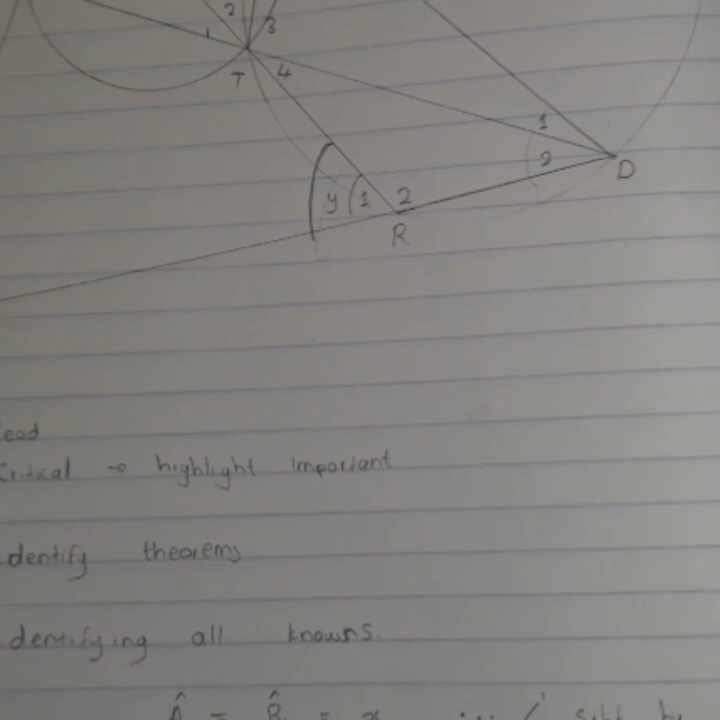 2
3
1
T
4
1
2
D
y
1
2
R
ead
Critical → highlight important
dentify theorems
dentifying all knowns
Â = B̂ = x